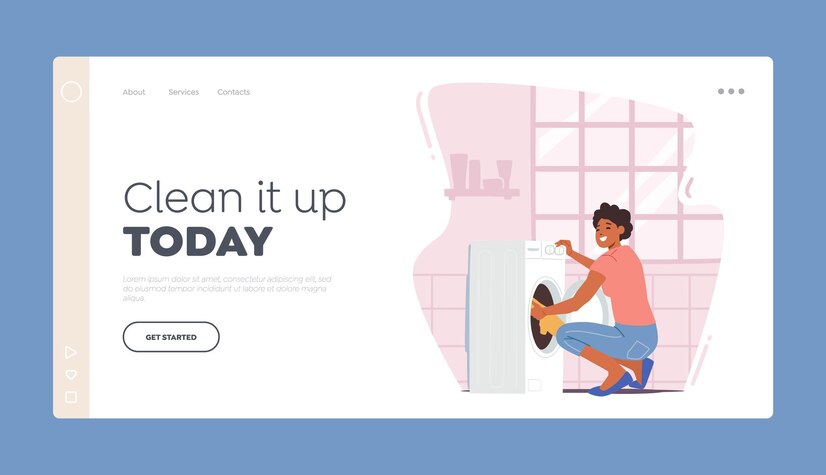 About Services Contacts
Clean it up
TODAY
Lorem ipsum dolor sit amet, consectetur adipiscing elit, sed
do eiusmod tempor incididunt ut labore et dolore magna
aliqua.
GET STARTED